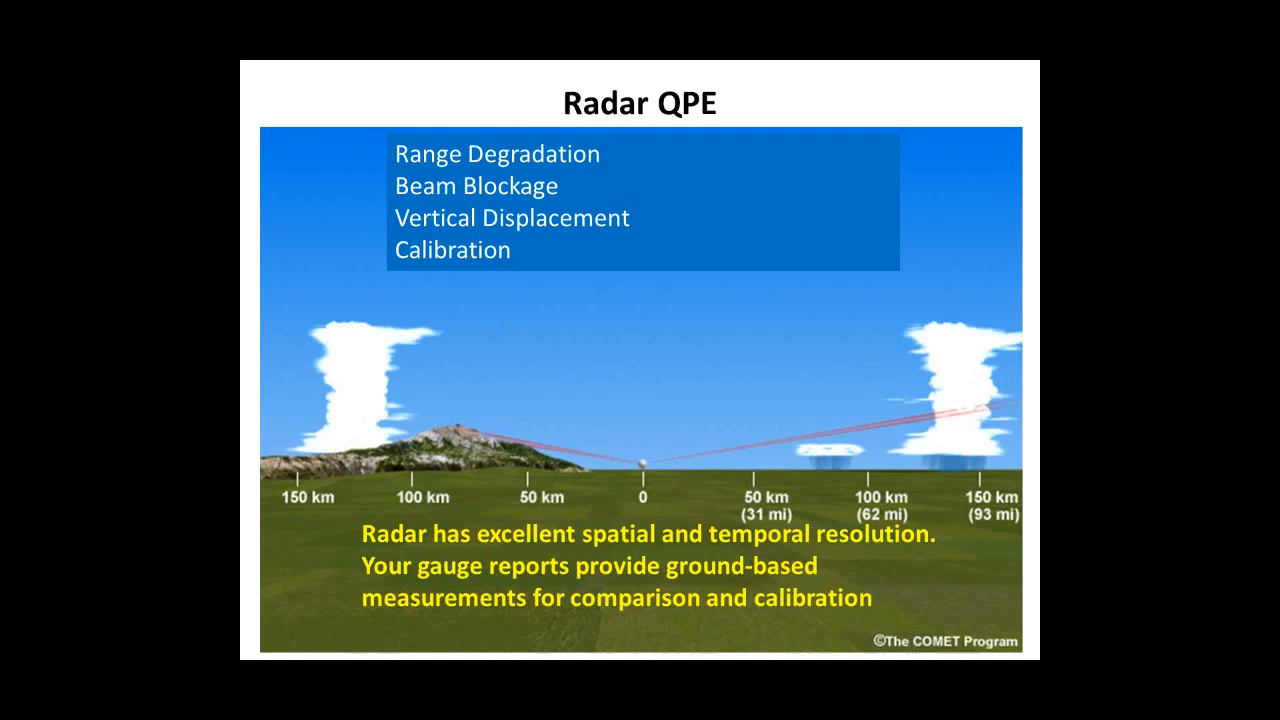 Radar QPE
Range Degradation
Beam Blockage
Vertical Displacement
Calibration
150 km 100 km 50 km 0 50 km 100 km 150 km
(31 mi) (62 mi) (93 mi)
Radar has excellent spatial and temporal resolution.
Your gauge reports provide ground-based
measurements for comparison and calibration
©The COMET Program